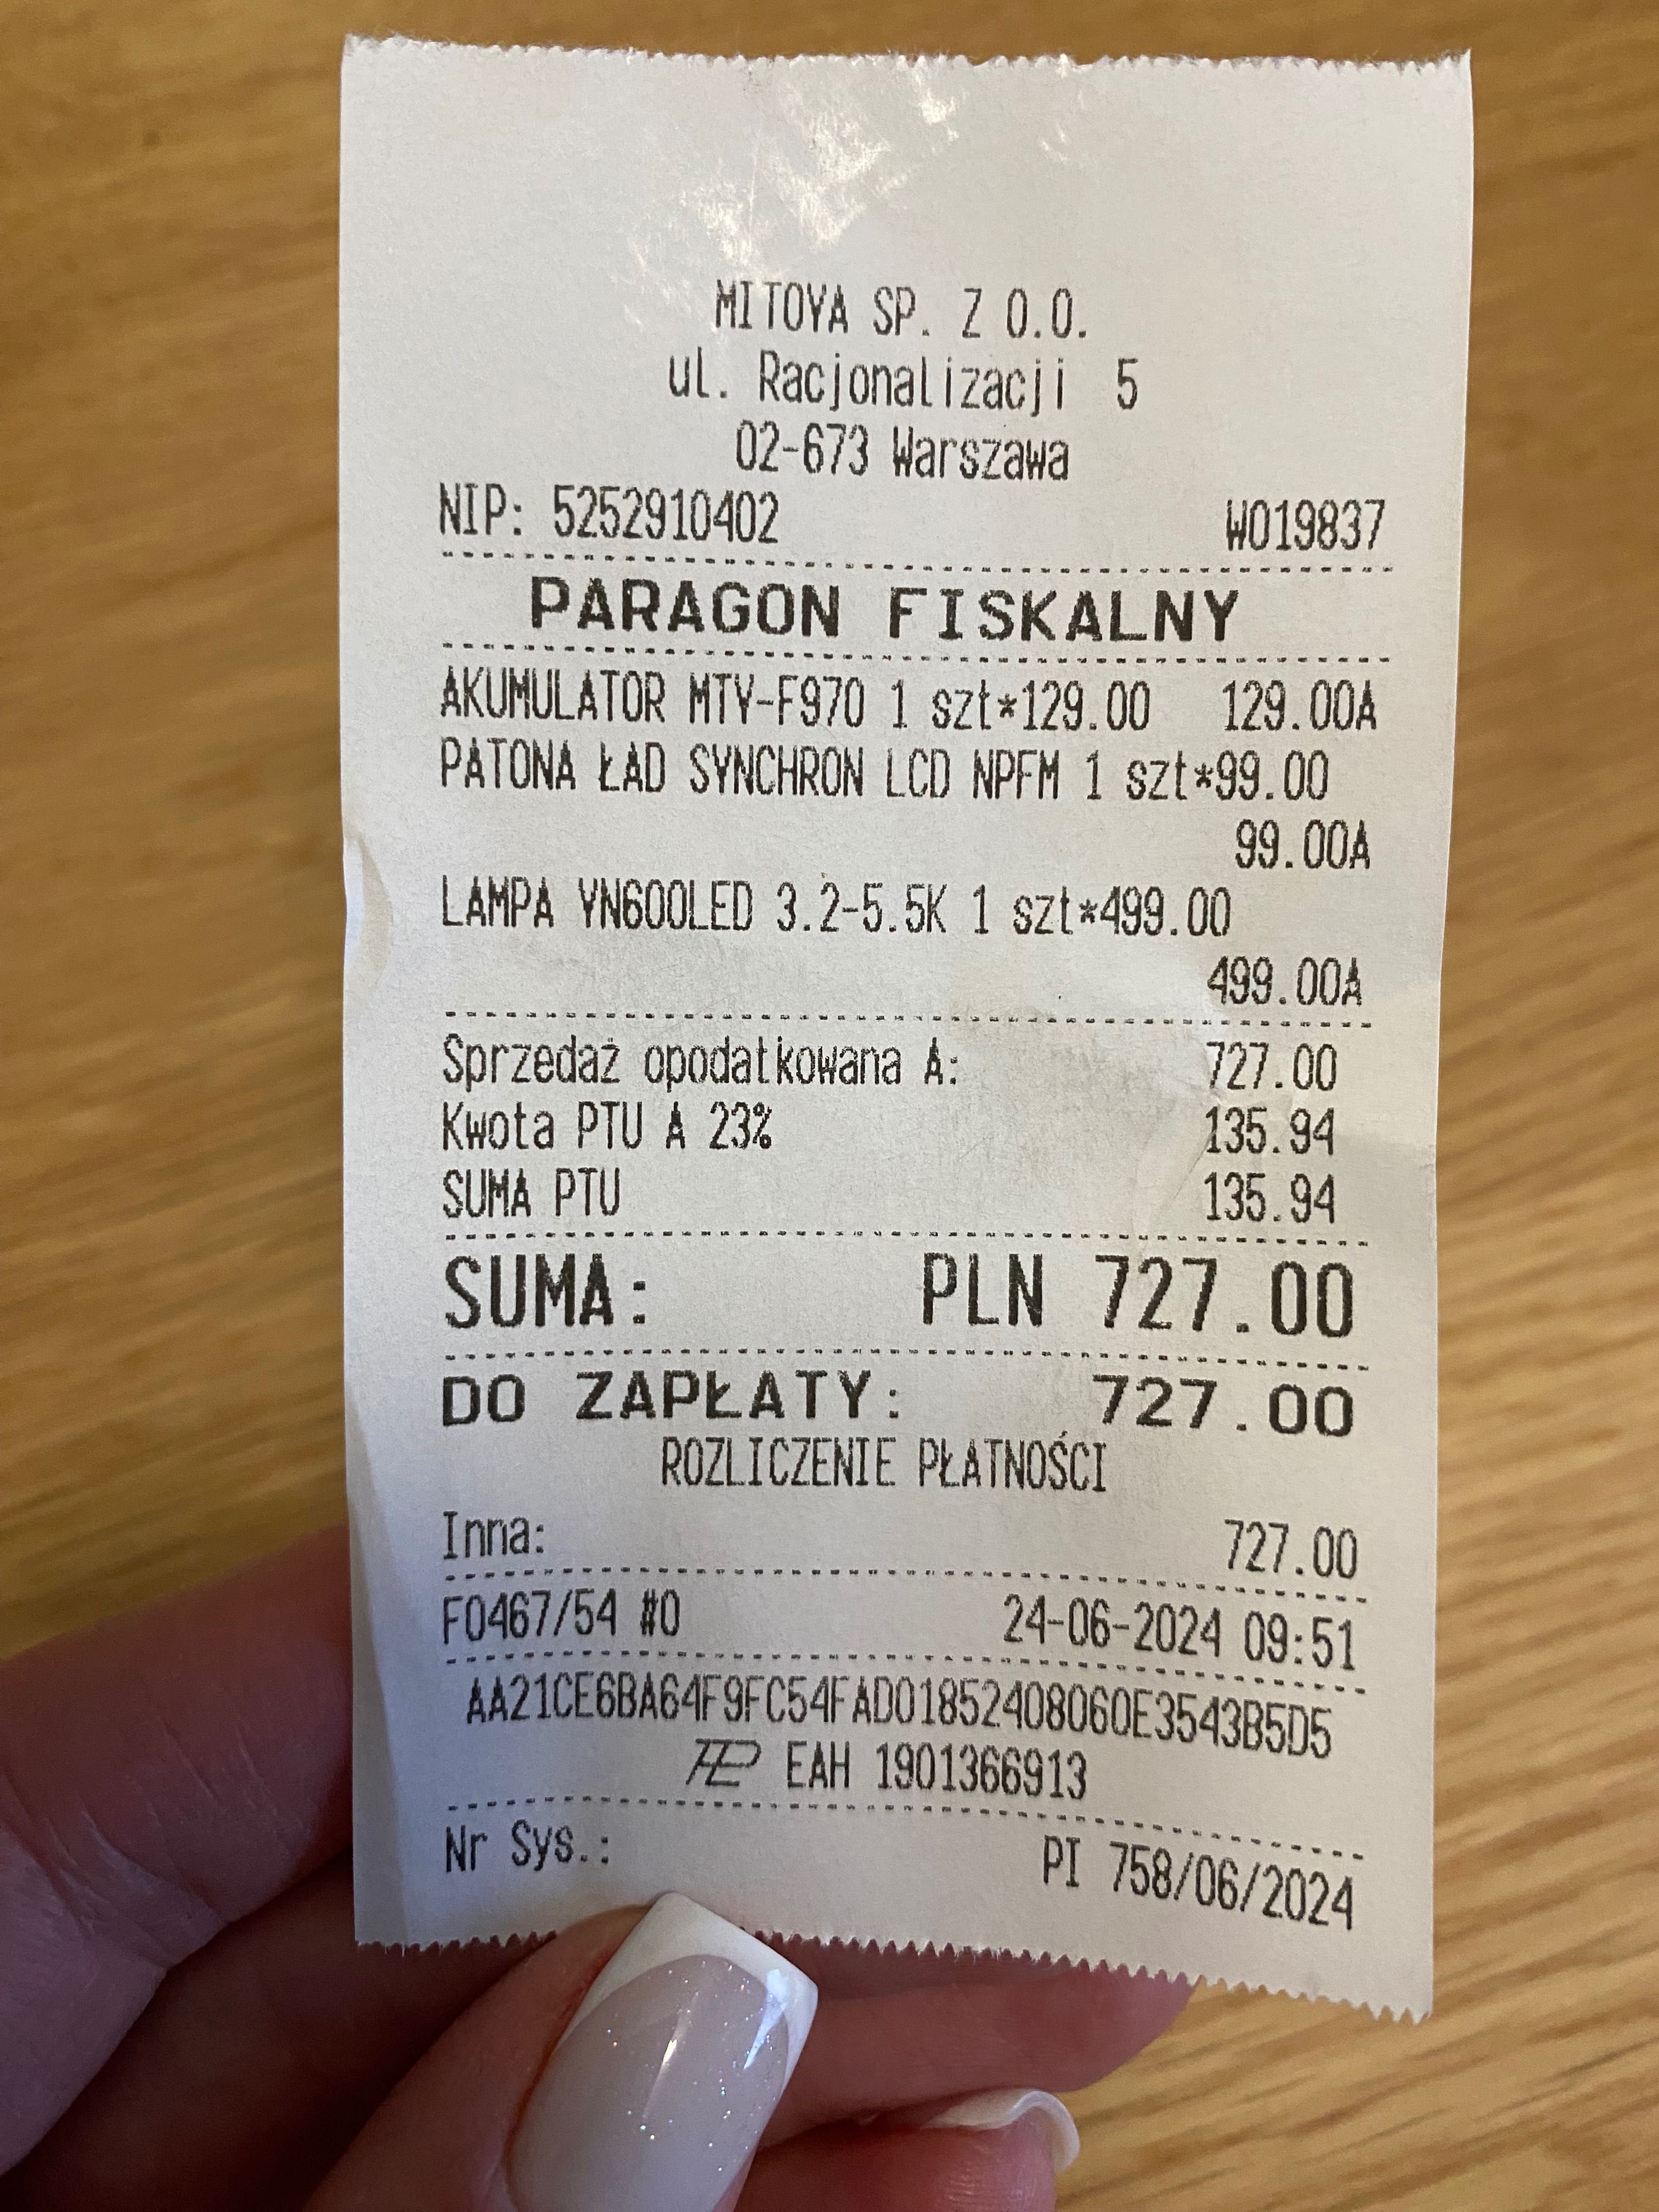 MITOYA SP. Z O.O.
ul. Racjonalizacji 5
02-673 Warszawa
NIP: 5252910402 W019837
PARAGON FISKALNY
AKUMULATOR MTY-F970 1 szt*129.00 129.00A
PATONA ŁAD SYNCHRON LCD NPFM 1 szt*99.00
99.00A
LAMPA YN600LED 3.2-5.5K 1 szt*499.00
499.00A
Sprzedaż opodatkowana A: 727.00
Kwota PTU A 23% 135.94
SUMA PTU 135.94
SUMA: PLN 727.00
DO ZAPŁATY: 727.00
ROZLICZENIE PŁATNOŚCI
Inna: 727.00
F0467/54 #0 24-06-2024 09:51
AA21CE6BA64F9FC54FAD01852408060E3543B5D5
EAH 1901366913
Nr Sys.: PI 758/06/2024